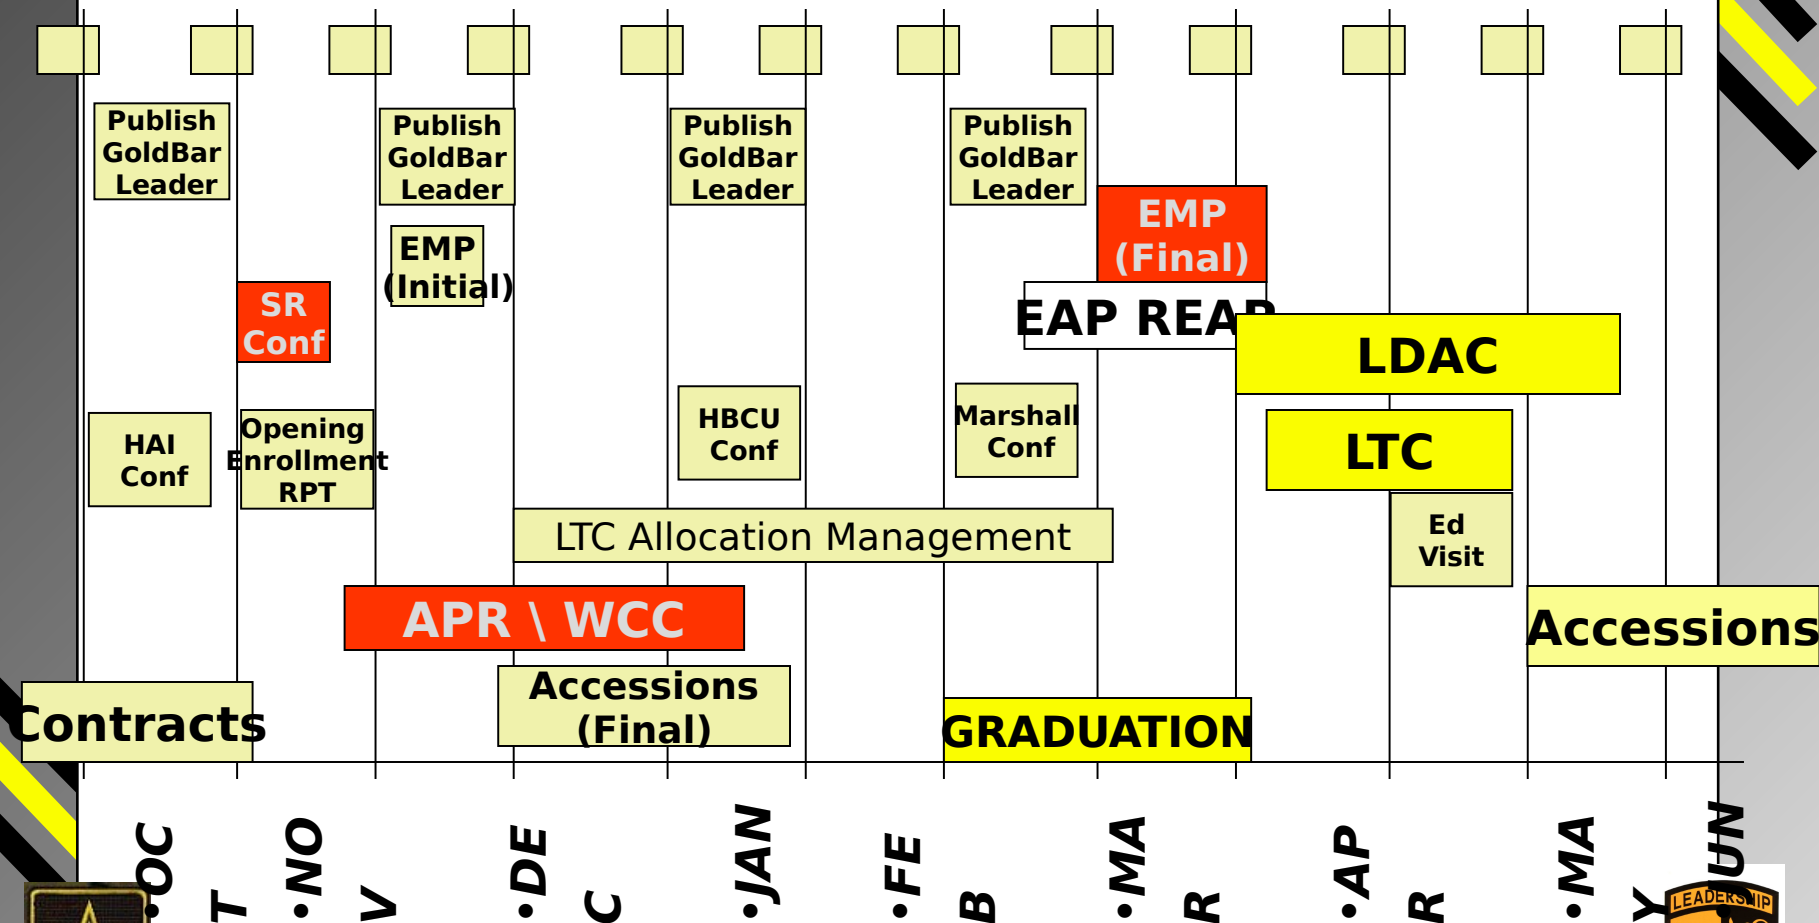 Publish
GoldBar
Leader
Publish
GoldBar
Leader
Publish
GoldBar
Leader
Publish
GoldBar
Leader
EMP
(Final)
EMP
(Initial)
SR
Conf
EAP REAP
LDAC
HAI
Conf
Opening
Enrollment
RPT
HBCU
Conf
Marshall
Conf
LTC
Ed
Visit
LTC Allocation Management
APR \ WCC
Accessions
Accessions
(Final)
Contracts
GRADUATION
•OC
T
•NO
V
•DE
C
•JAN
•FE
B
•MA
R
•AP
R
•MA
Y
JUN
LEADERSHIP